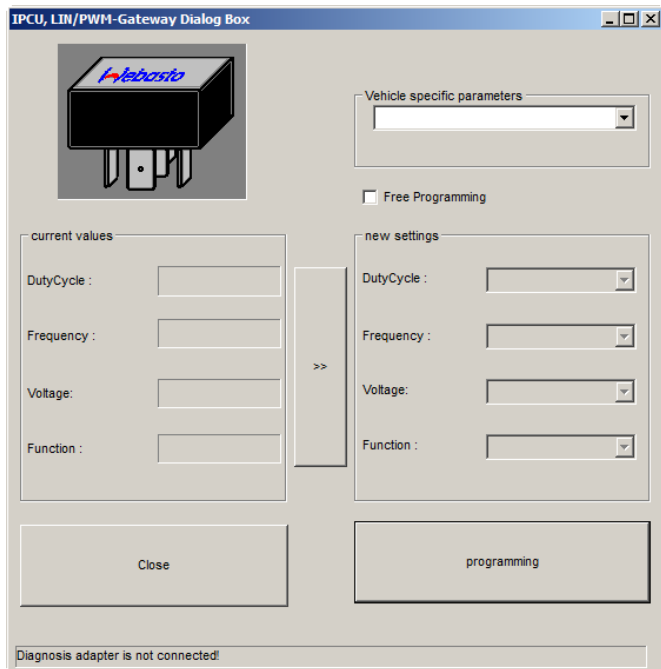 IPCU, LIN/PWM-Gateway Dialog Box
Webasto
Vehicle specific parameters
Free Programming
current values
DutyCycle :
Frequency :
Voltage:
Function :
>>
new settings
DutyCycle :
Frequency :
Voltage:
Function :
Close
programming
Diagnosis adapter is not connected!